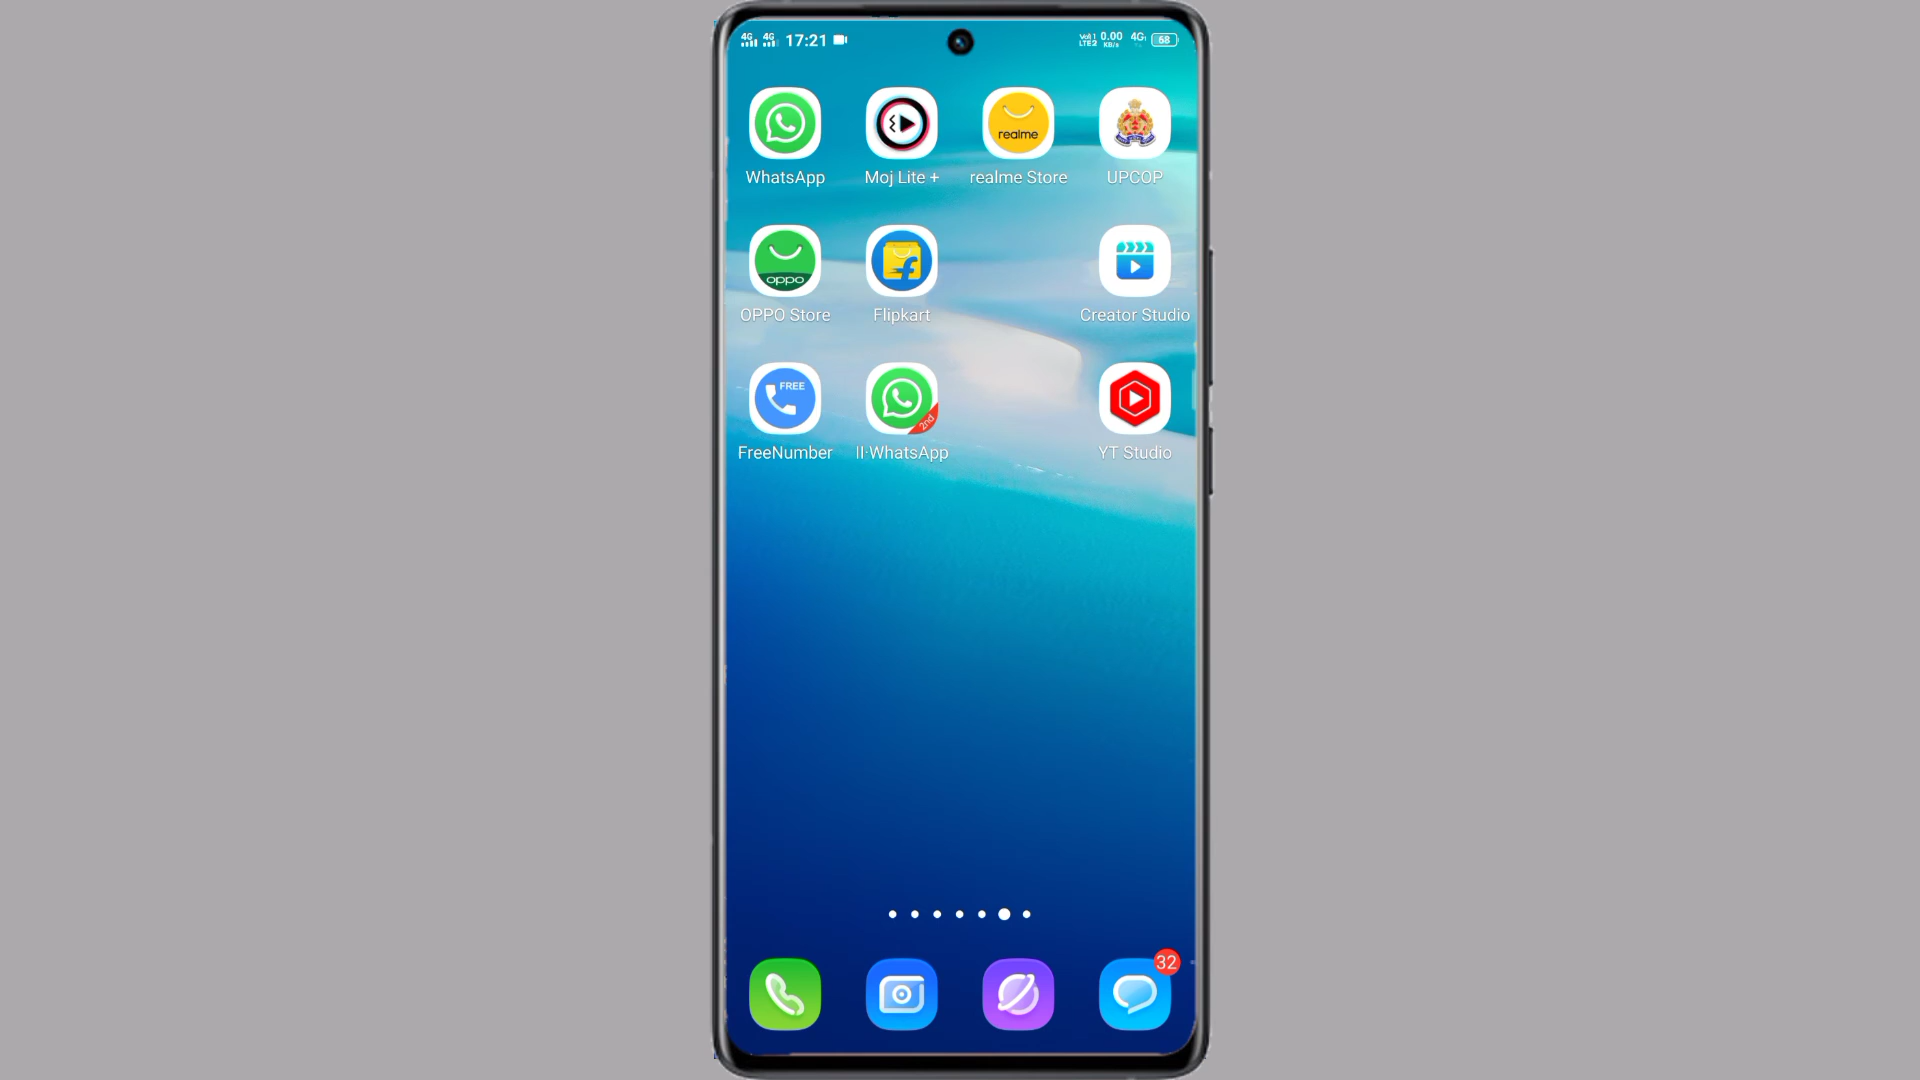 4G 4G 17:21
0.00 KB/s 4G 68
LTE2
realme
WhatsApp Moj Lite + realme Store UPCOP
oppo
OPPO Store Flipkart Creator Studio
FREE
2nd
FreeNumber II·WhatsApp YT Studio
32